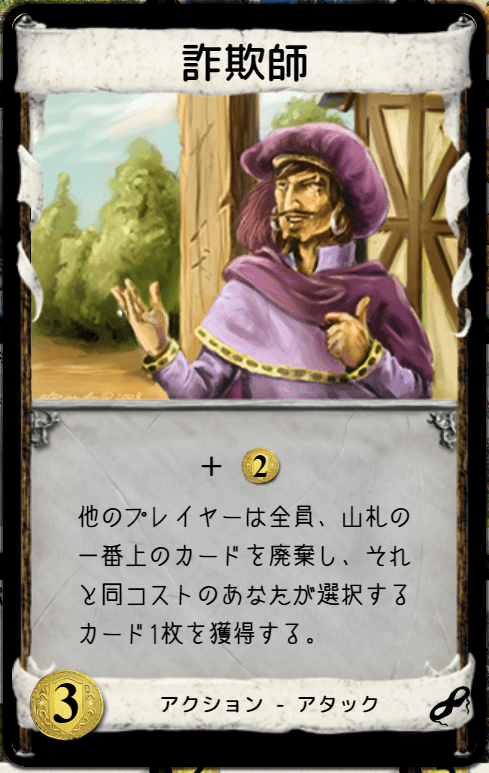 詐欺師
+ 2
他のプレイヤーは全員、山札の
一番上のカードを廃棄し、それ
と同コストのあなたが選択する
カード1枚を獲得する。
3
アクション - アタック